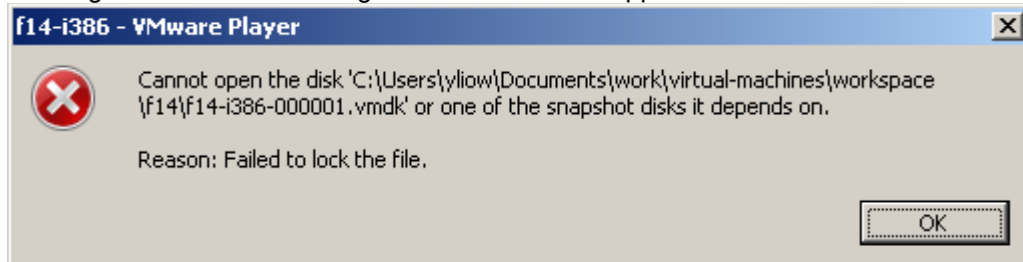 f14-i386 - VMware Player
Cannot open the disk 'C:\Users\yliow\Documents\work\virtual-machines\workspace
\f14\f14-i386-000001.vmdk' or one of the snapshot disks it depends on.
Reason: Failed to lock the file.
OK